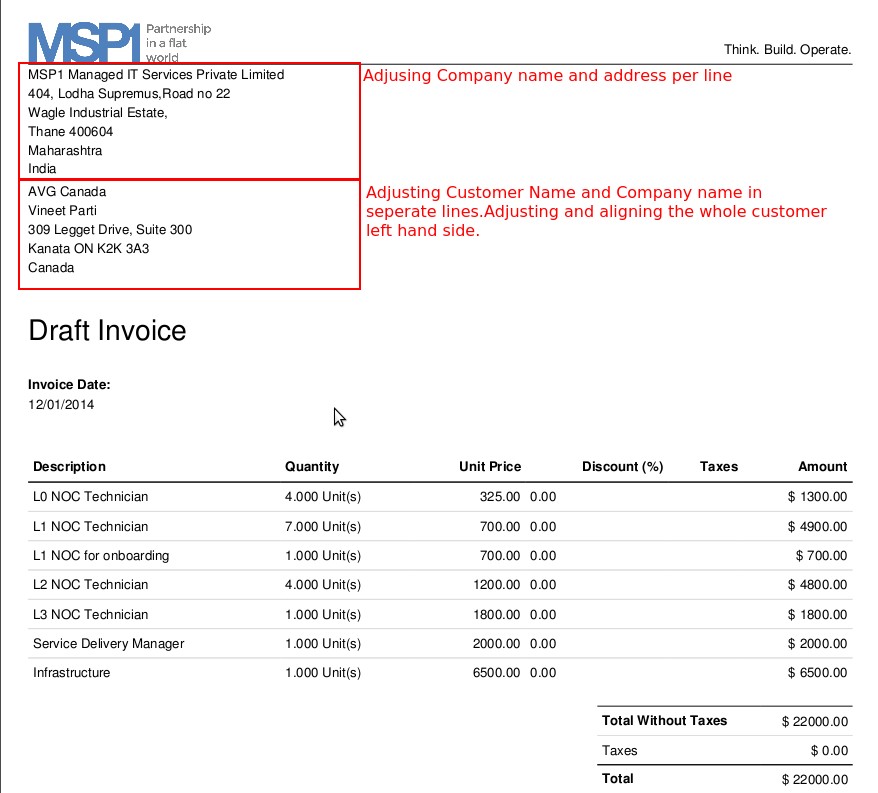 MSP1 Partnership
in a flat
world
Think. Build. Operate.
MSP1 Managed IT Services Private Limited
Adjusing Company name and address per line
404, Lodha Supremus,Road no 22
Wagle Industrial Estate,
Thane 400604
Maharashtra
India
AVG Canada
Vineet Parti
309 Legget Drive, Suite 300
Kanata ON K2K 3A3
Canada
Adjusting Customer Name and Company name in
seperate lines.Adjusting and aligning the whole customer
left hand side.
Draft Invoice
Invoice Date:
12/01/2014
Description Quantity Unit Price Discount (%) Taxes Amount
L0 NOC Technician 4.000 Unit(s) 325.00 0.00 $ 1300.00
L1 NOC Technician 7.000 Unit(s) 700.00 0.00 $ 4900.00
L1 NOC for onboarding 1.000 Unit(s) 700.00 0.00 $ 700.00
L2 NOC Technician 4.000 Unit(s) 1200.00 0.00 $ 4800.00
L3 NOC Technician 1.000 Unit(s) 1800.00 0.00 $ 1800.00
Service Delivery Manager 1.000 Unit(s) 2000.00 0.00 $ 2000.00
Infrastructure 1.000 Unit(s) 6500.00 0.00 $ 6500.00
Total Without Taxes $ 22000.00
Taxes $ 0.00
Total $ 22000.00